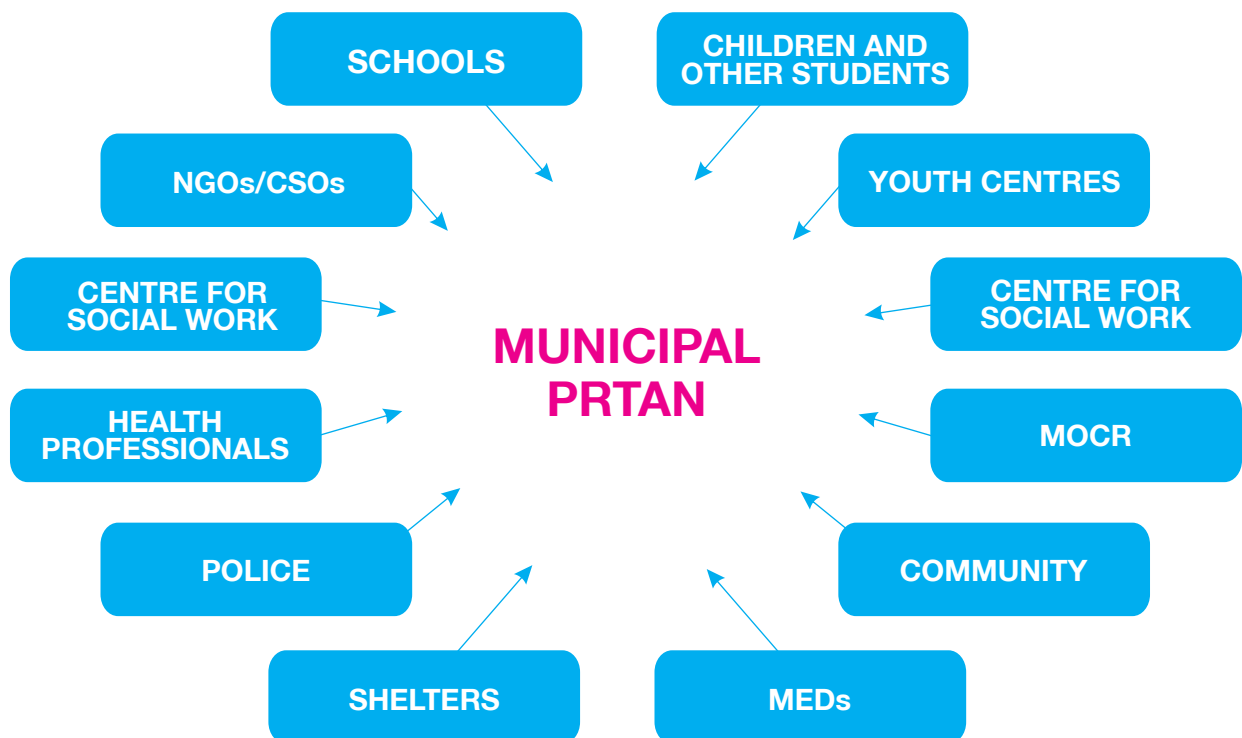 SCHOOLS
CHILDREN AND
OTHER STUDENTS
NGOs/CSOs
YOUTH CENTRES
CENTRE FOR
SOCIAL WORK
CENTRE FOR
SOCIAL WORK
MUNICIPAL
PRTAN
HEALTH
PROFESSIONALS
MOCR
POLICE
COMMUNITY
SHELTERS
MEDs